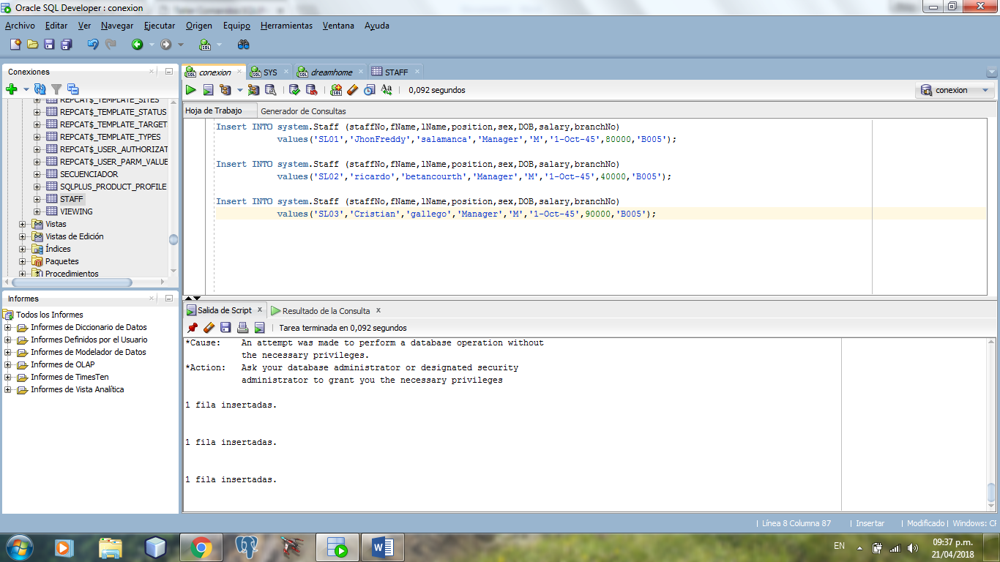 Oracle SQL Developer : conexion
Archivo Editar Ver Navegar Ejecutar Origen Equipo Herramientas Ventana Ayuda
Conexiones
conexion
SYS
dreamhome
STAFF
0,092 segundos
conexion
Hoja de Trabajo
Generador de Consultas
REPCAT$_TEMPLATE_SITES
REPCAT$_TEMPLATE_STATUS
REPCAT$_TEMPLATE_TARGET
REPCAT$_TEMPLATE_TYPES
REPCAT$_USER_AUTHORIZAT
REPCAT$_USER_PARM_VALUE
SECUENCIADOR
SQLPLUS_PRODUCT_PROFILE
STAFF
VIEWING
Vistas
Vistas de Edición
Índices
Paquetes
Procedimientos
Insert INTO system.Staff (staffNo,fName,lName,position,sex,DOB,salary,branchNo)
values('SL01','JhonFreddy','salamanca','Manager','M','1-Oct-45',80000,'B005');
Insert INTO system.Staff (staffNo,fName,lName,position,sex,DOB,salary,branchNo)
values('SL02','ricardo','betancourth','Manager','M','1-Oct-45',40000,'B005');
Insert INTO system.Staff (staffNo,fName,lName,position,sex,DOB,salary,branchNo)
values('SL03','Cristian','gallego','Manager','M','1-Oct-45',90000,'B005');
Informes
Todos los Informes
Informes de Diccionario de Datos
Informes Definidos por el Usuario
Informes de Modelador de Datos
Informes de OLAP
Informes de TimesTen
Informes de Vista Analítica
Salida de Script
Resultado de la Consulta
Tarea terminada en 0,092 segundos
*Cause: An attempt was made to perform a database operation without
the necessary privileges.
*Action: Ask your database administrator or designated security
administrator to grant you the necessary privileges
1 fila insertadas.
1 fila insertadas.
1 fila insertadas.
Línea 8 Columna 87
Insertar
Modificado
Windows: CF
EN
09:37 p.m.
21/04/2018